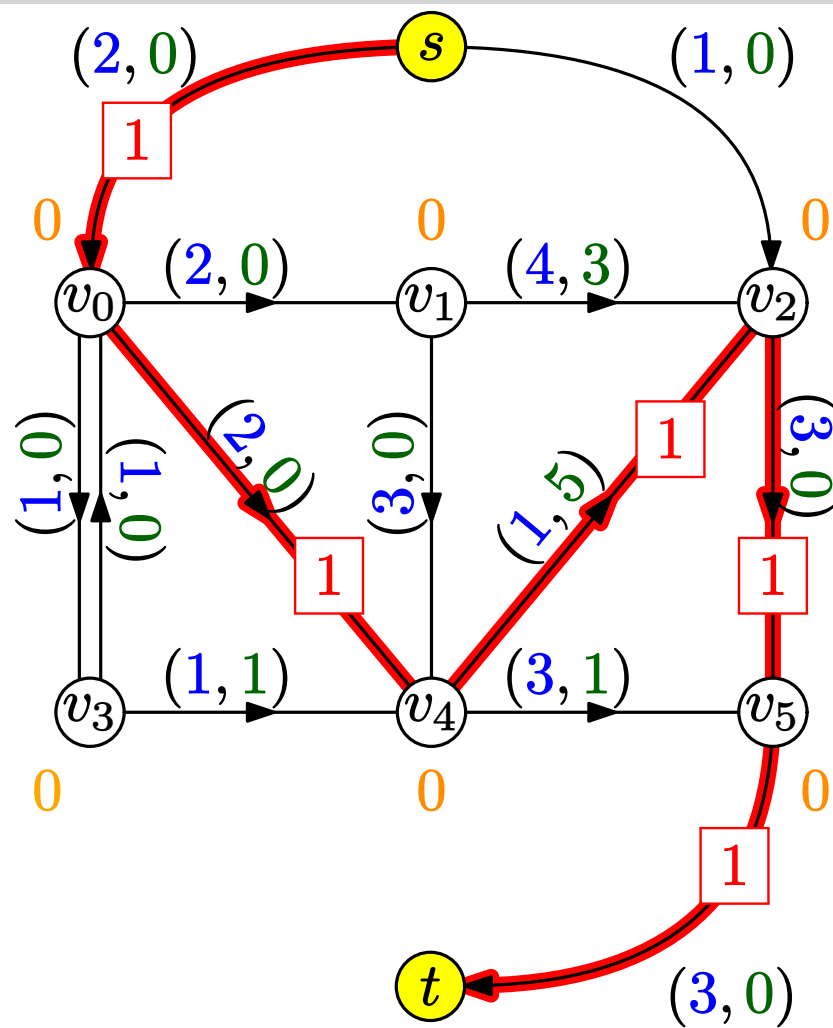 (2, 0) s (1, 0)
1
0 0 0
(2, 0) (4, 3)
v0 v1 v2
(1, 0) (1, 0) (2, 0) (3, 0) (1, 5) 1 (3, 0)
1 1
(1, 1) (3, 1)
v3 v4 v5
0 0 0
1
t (3, 0)